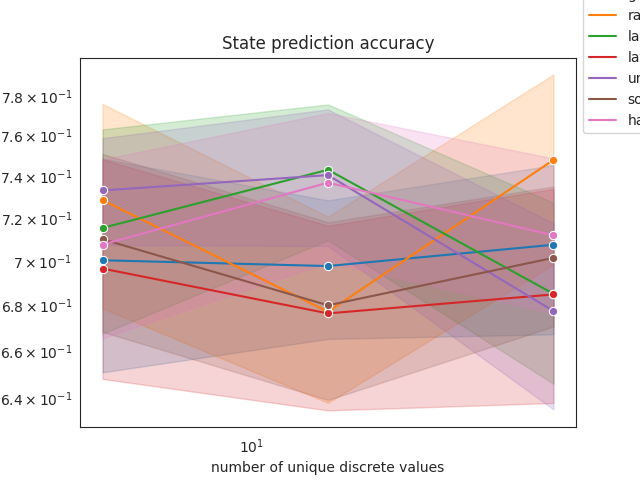 State prediction accuracy
7.8 × 10⁻¹
7.6 × 10⁻¹
7.4 × 10⁻¹
7.2 × 10⁻¹
7 × 10⁻¹
6.8 × 10⁻¹
6.6 × 10⁻¹
6.4 × 10⁻¹
10¹
number of unique discrete values
ra
la
la
ur
so
ha